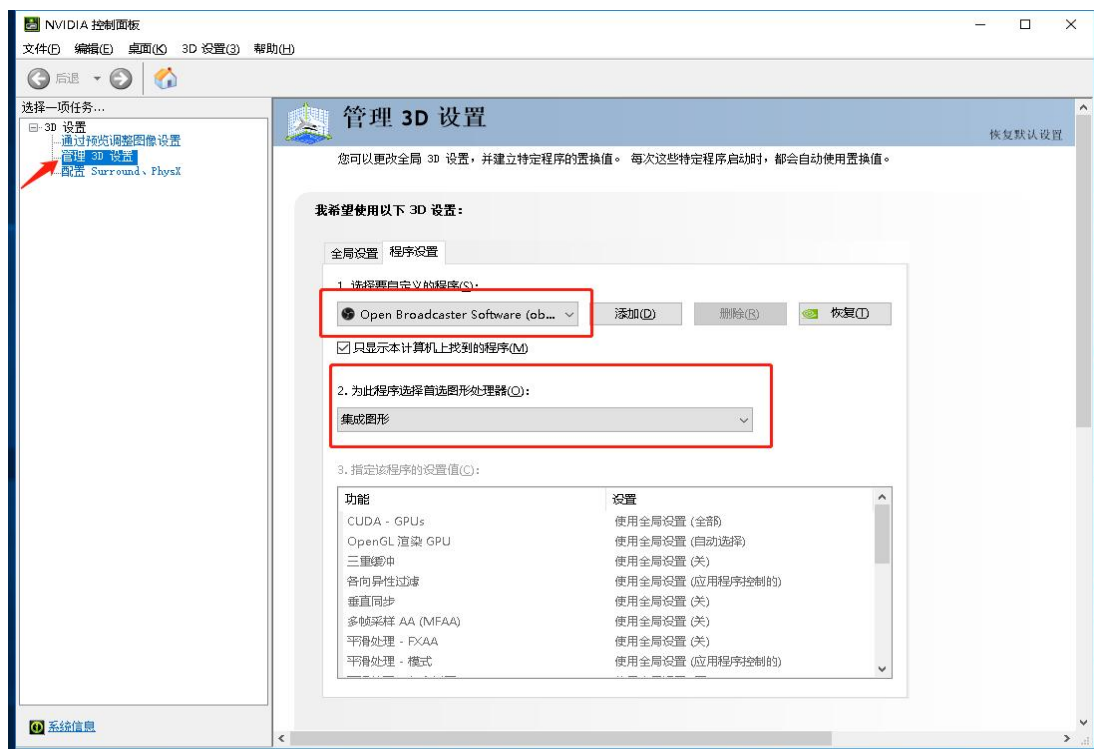 NVIDIA 控制面板
文件(F) 编辑(E) 桌面(K) 3D 设置(3) 帮助(H)
后退
选择一项任务...
3D 设置
通过预览调整图像设置
管理 3D 设置
配置 Surround、PhysX
系统信息
管理 3D 设置
恢复默认设置
您可以更改全局 3D 设置，并建立特定程序的置换值。 每次这些特定程序启动时，都会自动使用置换值。
我希望使用以下 3D 设置：
全局设置 程序设置
1. 选择要自定义的程序(S):
Open Broadcaster Software (ob... 添加(D) 删除(R) 恢复(T)
只显示本计算机上找到的程序(M)
2. 为此程序选择首选图形处理器(O):
集成图形
3. 指定该程序的设置值(C):
功能 设置
CUDA - GPUs 使用全局设置 (全部)
OpenGL 渲染 GPU 使用全局设置 (自动选择)
三重缓冲 使用全局设置 (关)
各向异性过滤 使用全局设置 (应用程序控制的)
垂直同步 使用全局设置 (关)
多帧采样 AA (MFAA) 使用全局设置 (关)
平滑处理 - FXAA 使用全局设置 (关)
平滑处理 - 模式 使用全局设置 (应用程序控制的)